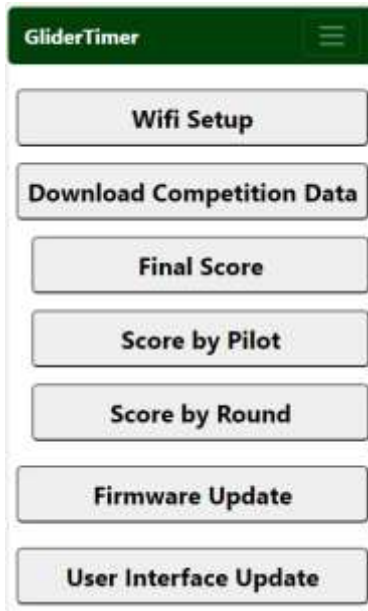 GliderTimer
Wifi Setup
Download Competition Data
Final Score
Score by Pilot
Score by Round
Firmware Update
User Interface Update